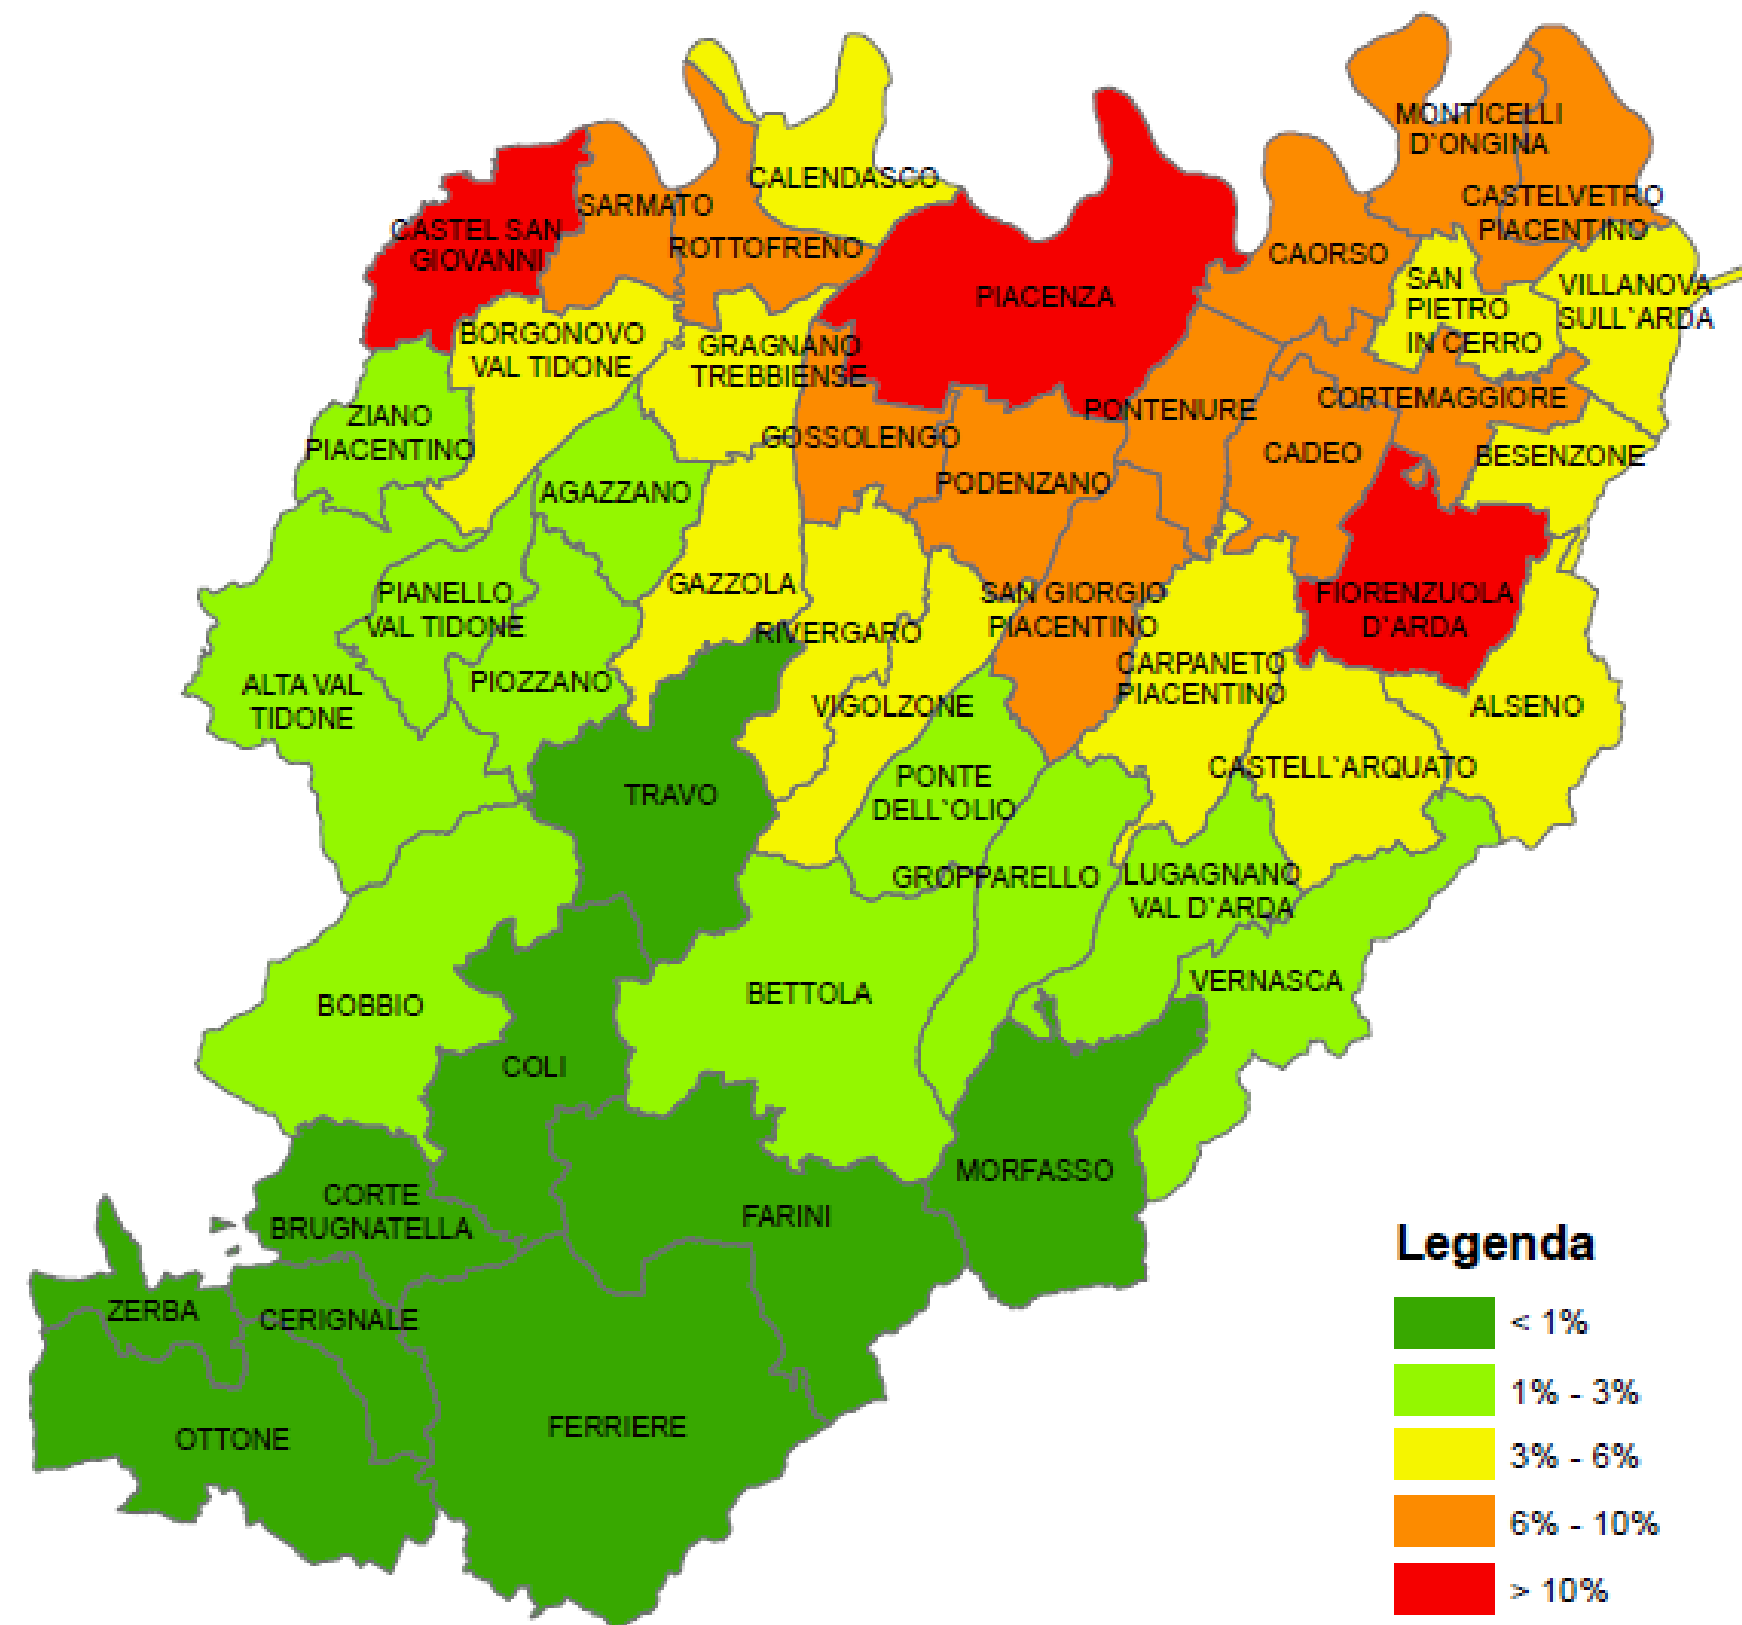 MONTICELLI
D`ONGINA
CALENDASCO
CASTELVETRO
PIACENTINO
SARMATO
CASTEL SAN
GIOVANNI
ROTTOFRENO
CAORSO
PIACENZA
SAN
PIETRO
IN CERRO
VILLANOVA
SULL`ARDA
BORGONOVO
VAL TIDONE
GRAGNANO
TREBBIENSE
CORTEMAGGIORE
ZIANO
PIACENTINO
PONTENURE
GOSSOLENGO
CADEO
BESENZONE
AGAZZANO
PODENZANO
GAZZOLA
PIANELLO
VAL TIDONE
SAN GIORGIO
PIACENTINO
FIORENZUOLA
D`ARDA
RIVERGARO
CARPANETO
PIACENTINO
ALTA VAL
TIDONE
PIOZZANO
VIGOLZONE
ALSENO
CASTELL`ARQUATO
PONTE
DELL`OLIO
TRAVO
GROPPARELLO
LUGAGNANO
VAL D`ARDA
VERNASCA
BETTOLA
BOBBIO
COLI
MORFASSO
CORTE
BRUGNATELLA
FARINI
ZERBA
CERIGNALE
FERRIERE
OTTONE
Legenda
< 1%
1% - 3%
3% - 6%
6% - 10%
> 10%